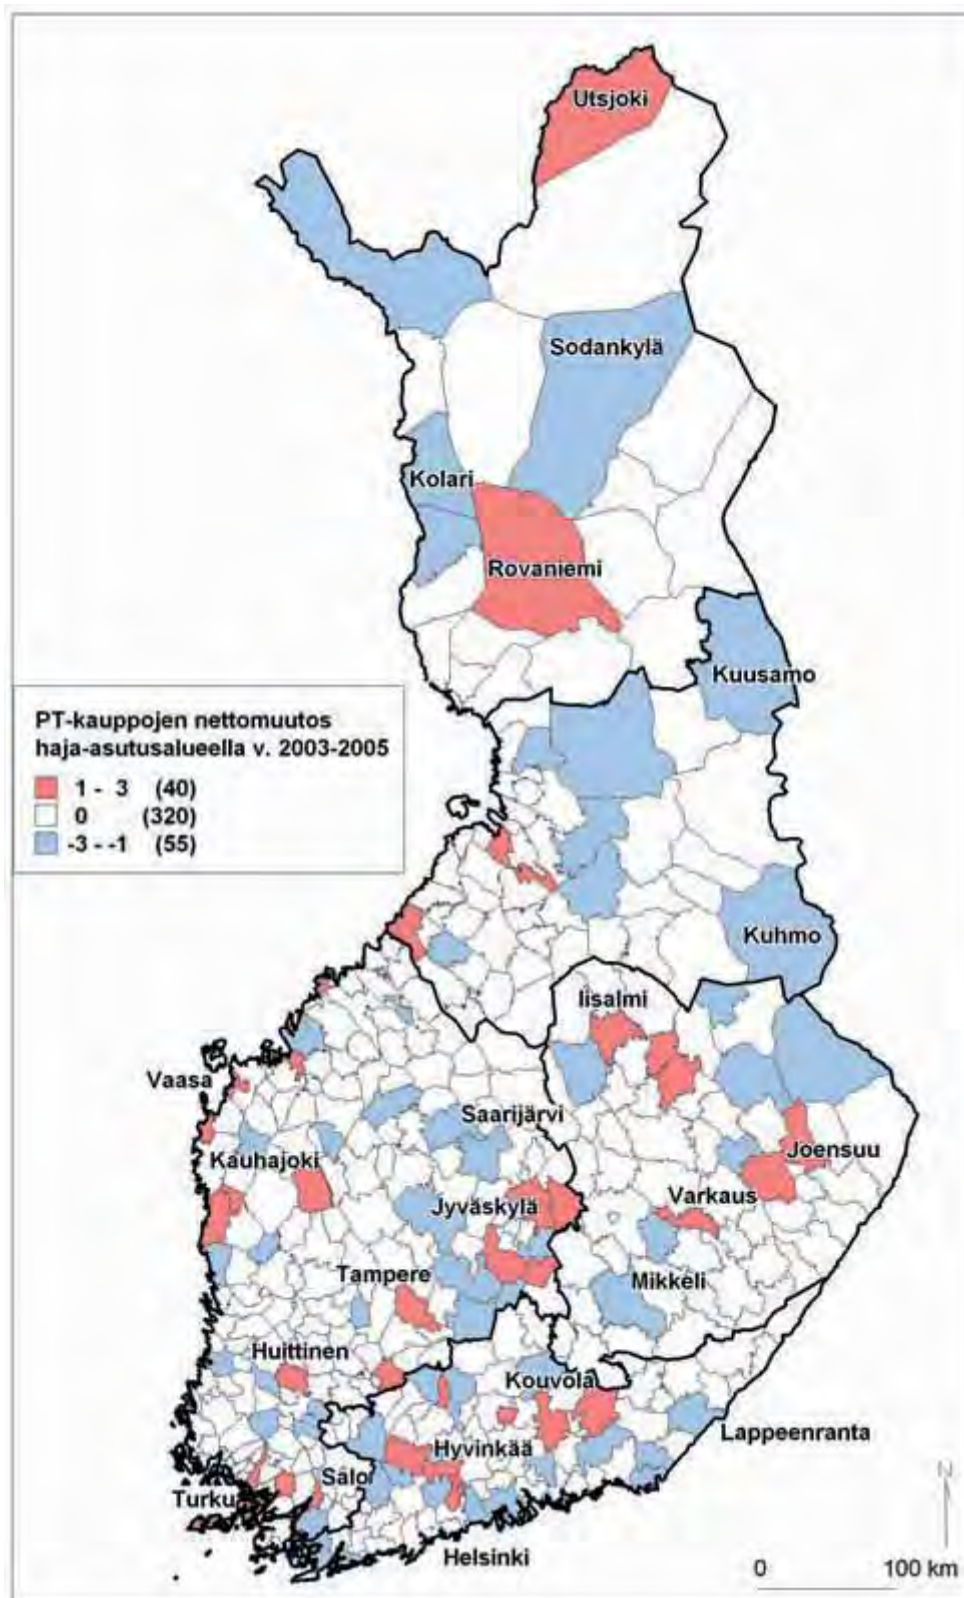 Utsjoki
Sodankylä
Kolari
Rovaniemi
Kuusamo
PT-kauppojen nettomuutos
haja-asutusalueella v. 2003-2005
1 - 3 (40)
0 (320)
-3 - -1 (55)
Kuhmo
Iisalmi
Vaasa
Saarijärvi
Kauhajoki
Joensuu
Varkaus
Jyväskylä
Tampere
Mikkeli
Huittinen
Kouvola
Lappeenranta
Hyvinkää
Salo
Turku
Helsinki
N
0 100 km